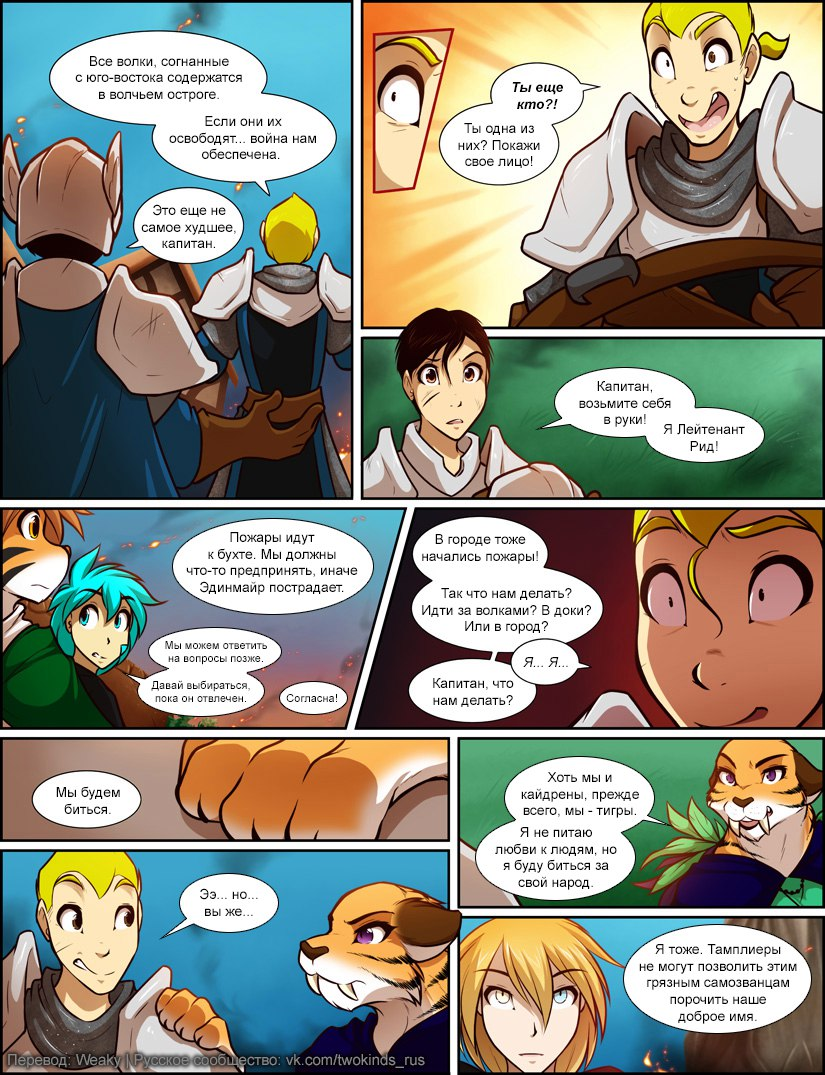 Все волки, согнанные
с юго-востока содержатся
в волчьем остроге.
Если они их
освободят... война нам
обеспечена.
Это еще не
самое худшее,
капитан.
Ты еще
кто?!
Ты одна из
них? Покажи
свое лицо!
Капитан,
возьмите себя
в руки!
Я Лейтенант
Рид!
Пожары идут
к бухте. Мы должны
что-то предпринять, иначе
Эдинмайр пострадает.
Мы можем ответить
на вопросы позже.
Давай выбираться,
пока он отвлечен.
Согласна!
В городе тоже
начались пожары!
Так что нам делать?
Идти за волками? В доки?
Или в город?
Я... Я...
Капитан, что
нам делать?
Мы будем
биться.
Хоть мы и
кайдрены, прежде
всего, мы - тигры.
Я не питаю
любви к людям, но
я буду биться за
свой народ.
Ээ... но...
вы же...
Я тоже. Тамплиеры
не могут позволить этим
грязным самозванцам
порочить наше
доброе имя.
Перевод: Weaky | Русское сообщество: vk.com/twokinds_rus